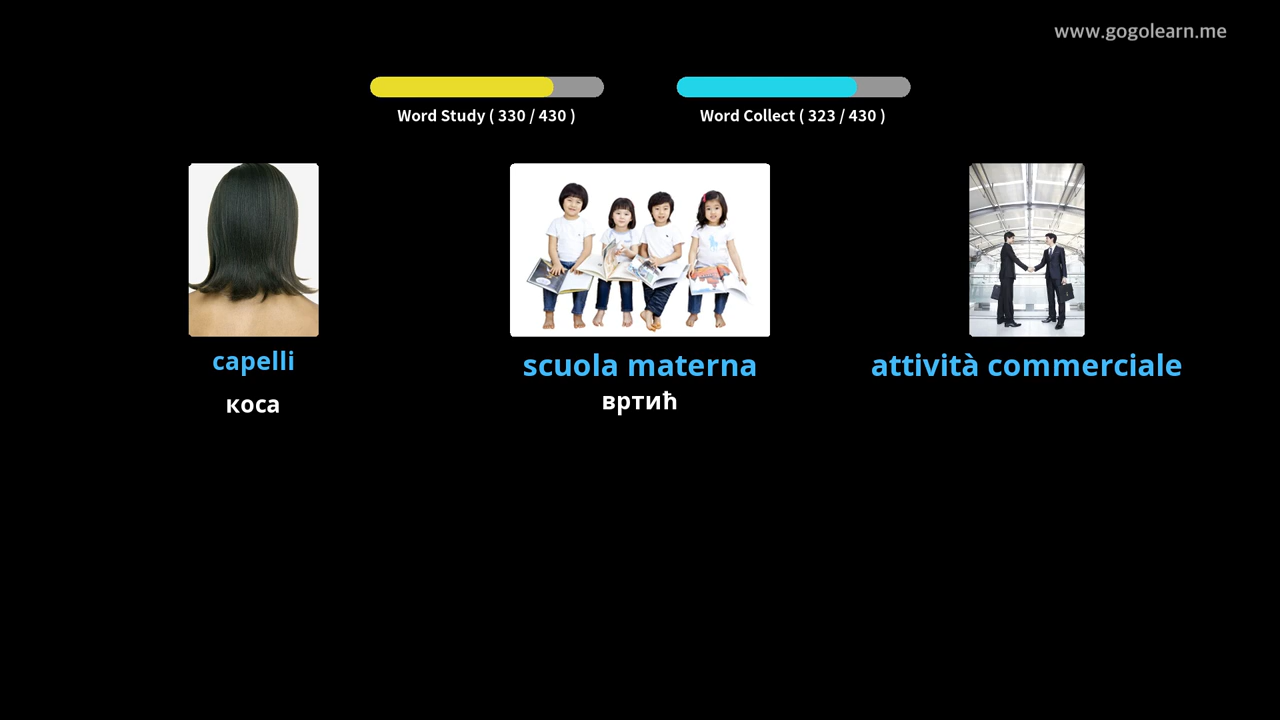 www.gogolearn.me
Word Study ( 330 / 430 )
Word Collect ( 323 / 430 )
capelli
коса
scuola materna
вртић
attività commerciale